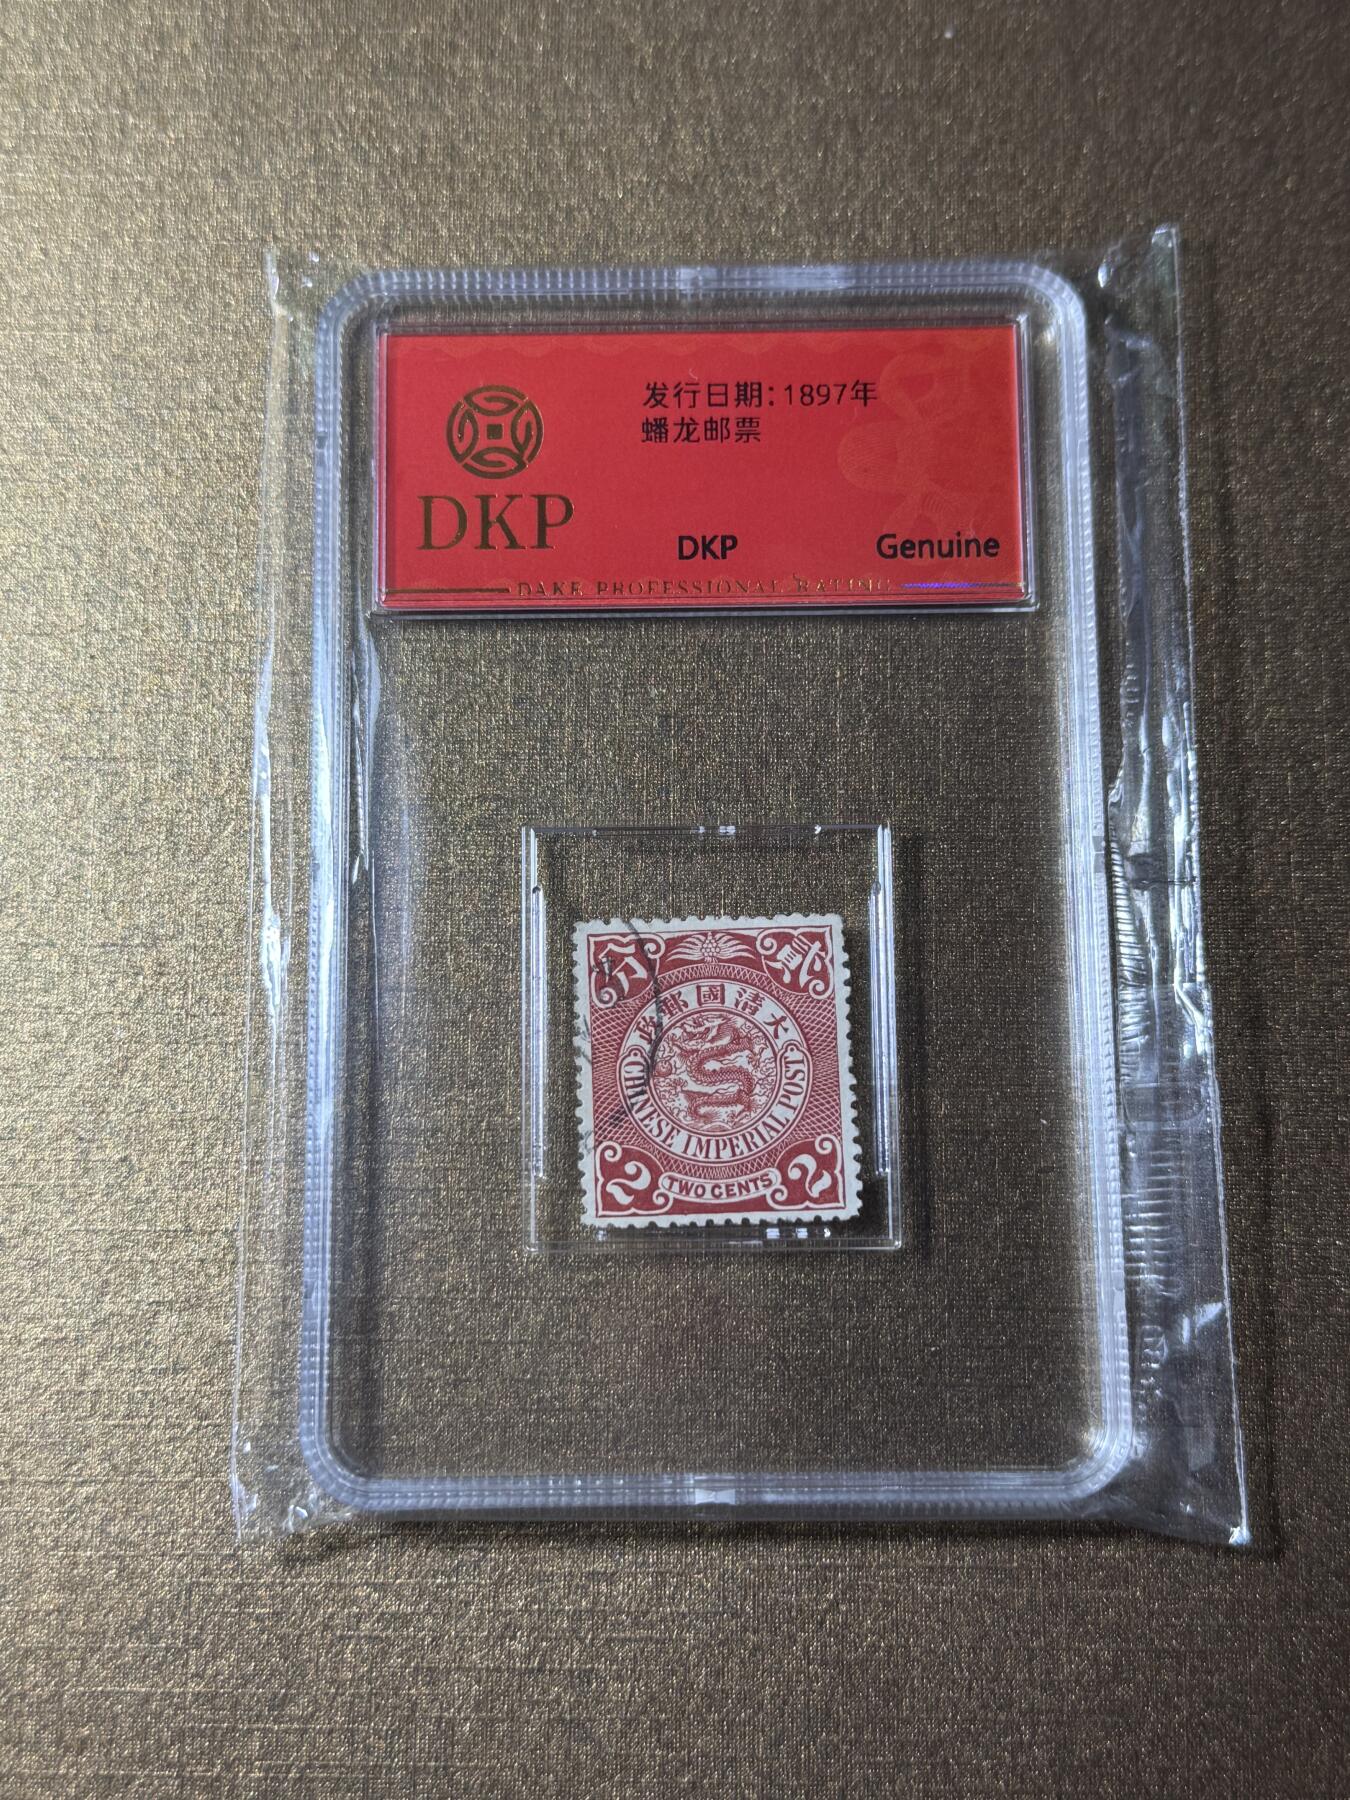 发行日期：1897年
蟠龙邮票
DKP
DKP Genuine
DAKE PROFESSIONAL RATING
分 貳
大清國郵政
CHINESE IMPERIAL POST
2 TWO CENTS 2